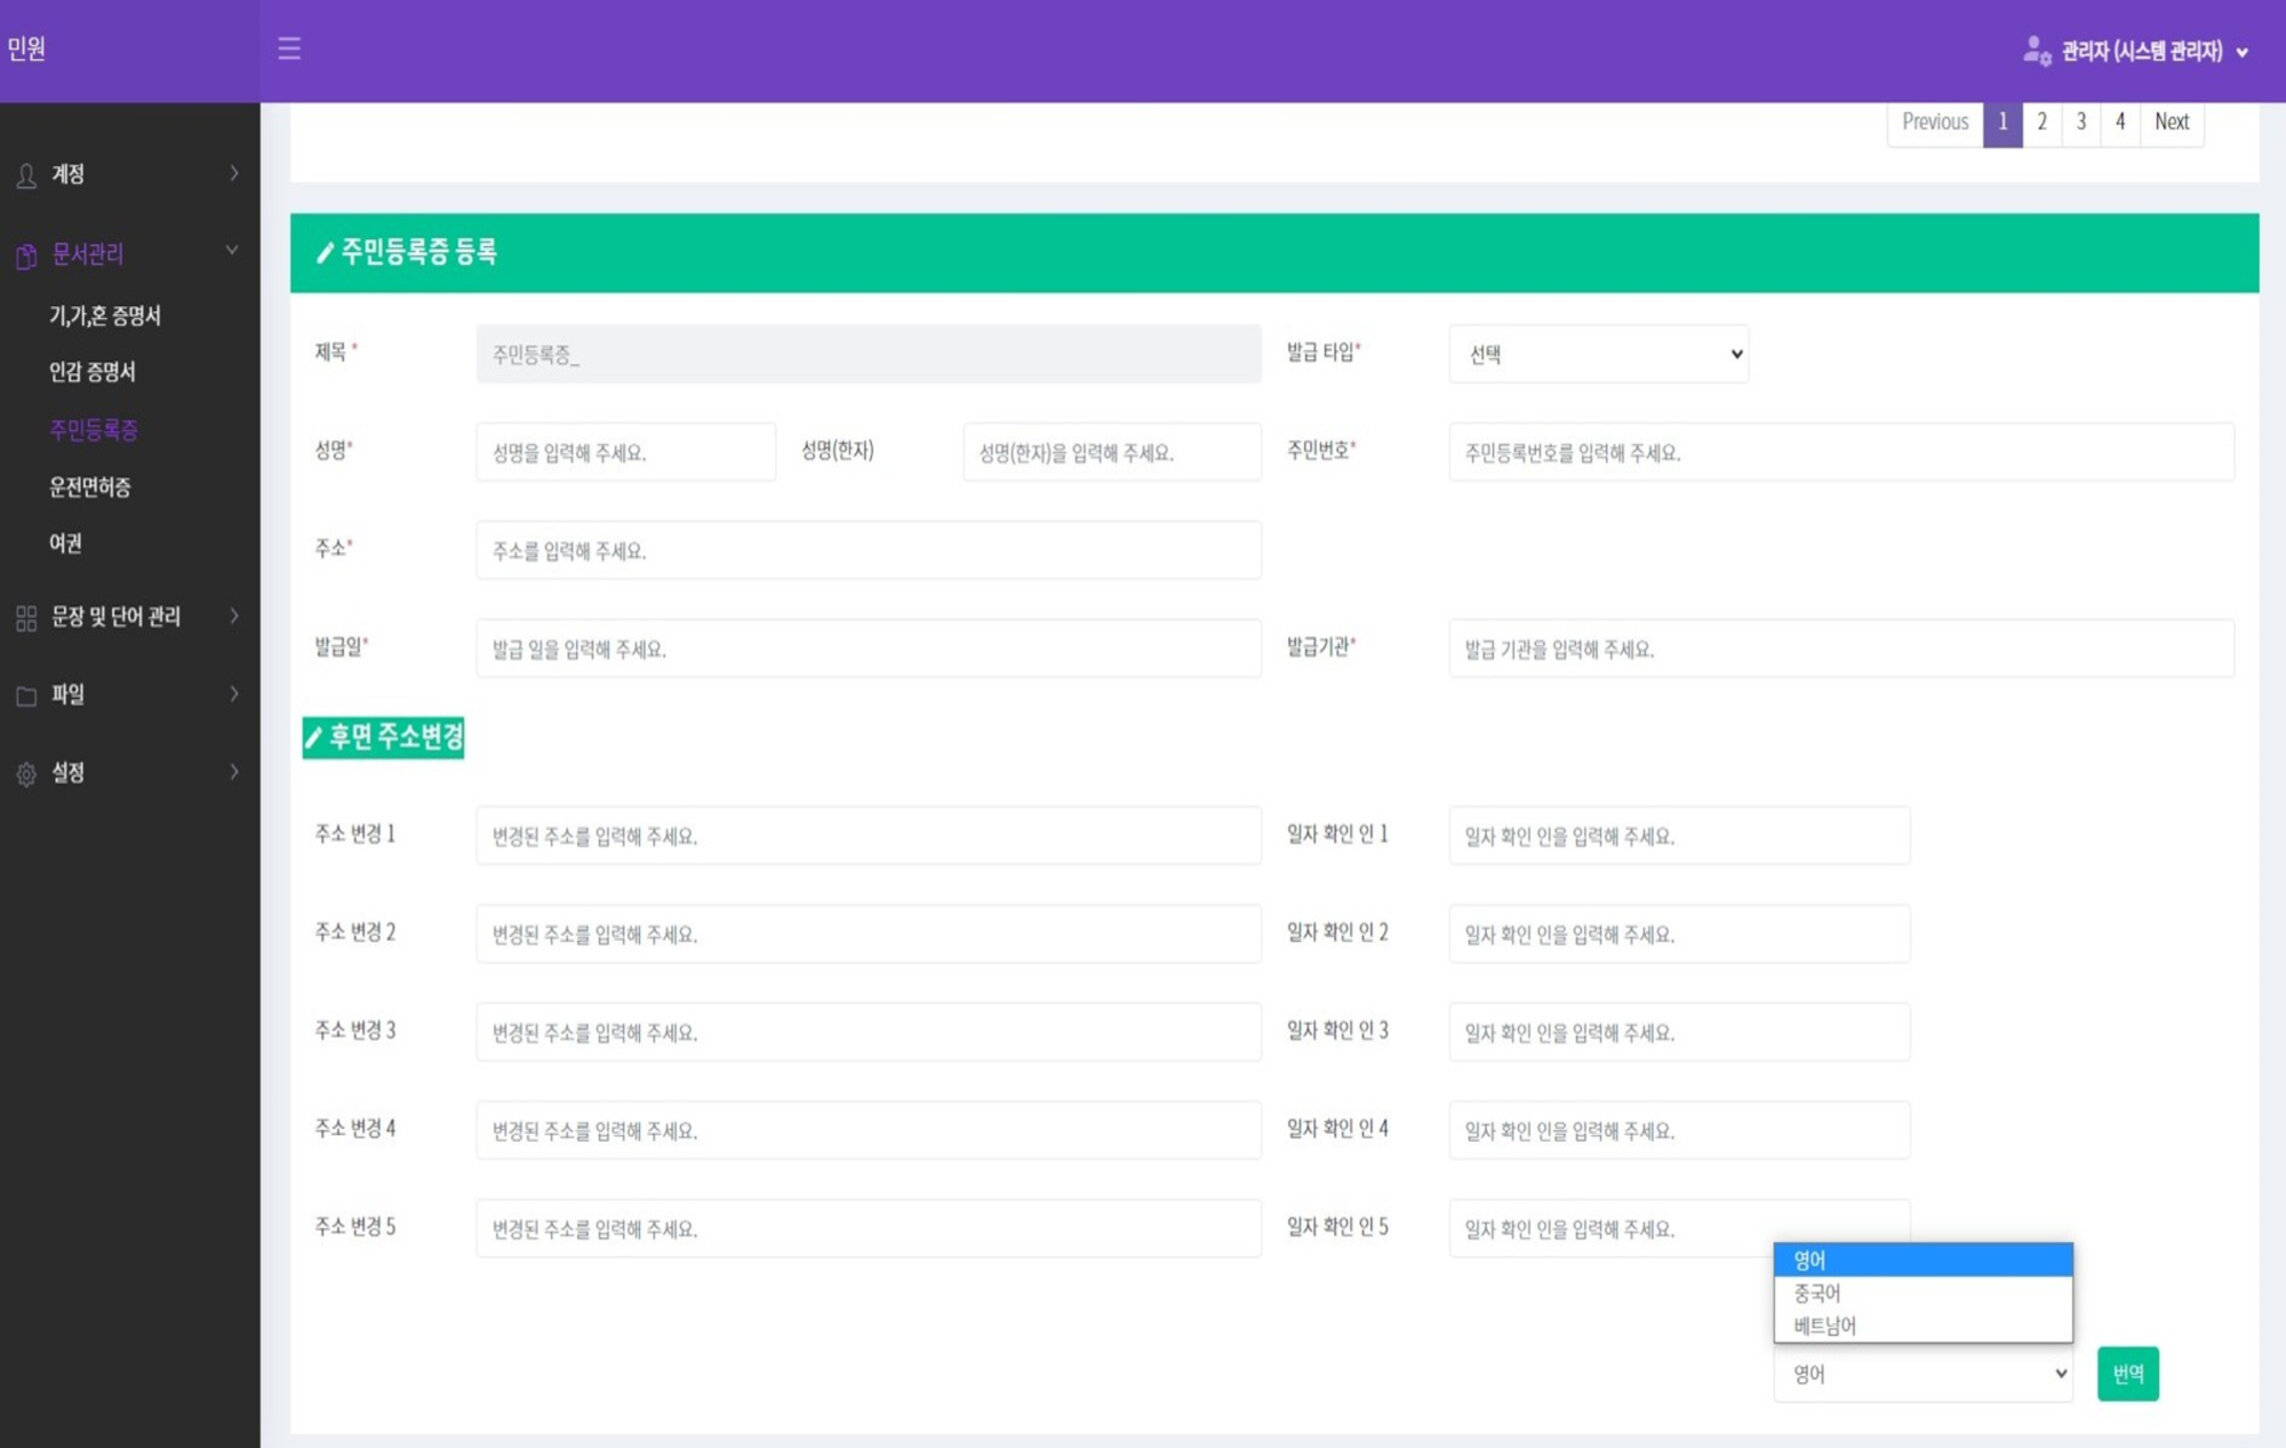 민원
관리자 (시스템 관리자)
계정
문서관리
기,가,혼 증명서
인감 증명서
주민등록증
운전면허증
여권
문장 및 단어 관리
파일
설정
Previous 1 2 3 4 Next
주민등록증 등록
제목 * 주민등록증_ 발급 타입* 선택
성명* 성명을 입력해 주세요. 성명(한자) 성명(한자)을 입력해 주세요. 주민번호* 주민등록번호를 입력해 주세요.
주소* 주소를 입력해 주세요.
발급일* 발급 일을 입력해 주세요. 발급기관* 발급 기관을 입력해 주세요.
후면 주소변경
주소 변경 1 변경된 주소를 입력해 주세요. 일자 확인 인 1 일자 확인 인을 입력해 주세요.
주소 변경 2 변경된 주소를 입력해 주세요. 일자 확인 인 2 일자 확인 인을 입력해 주세요.
주소 변경 3 변경된 주소를 입력해 주세요. 일자 확인 인 3 일자 확인 인을 입력해 주세요.
주소 변경 4 변경된 주소를 입력해 주세요. 일자 확인 인 4 일자 확인 인을 입력해 주세요.
주소 변경 5 변경된 주소를 입력해 주세요. 일자 확인 인 5 일자 확인 인을 입력해 주세요.
영어
중국어
베트남어
영어 번역